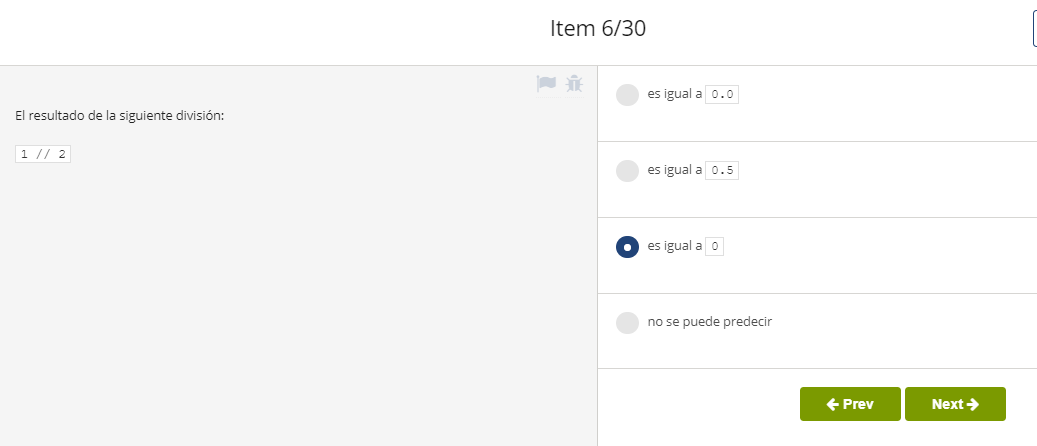 Item 6/30
El resultado de la siguiente división:
1 // 2
es igual a 0.0
es igual a 0.5
es igual a 0
no se puede predecir
Prev
Next